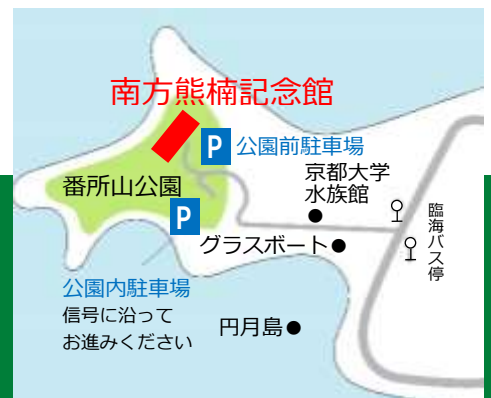 南方熊楠記念館
P 公園前駐車場
京都大学
水族館
番所山公園
P
グラスボート
臨海バス停
公園内駐車場
信号に沿って
お進みください
円月島